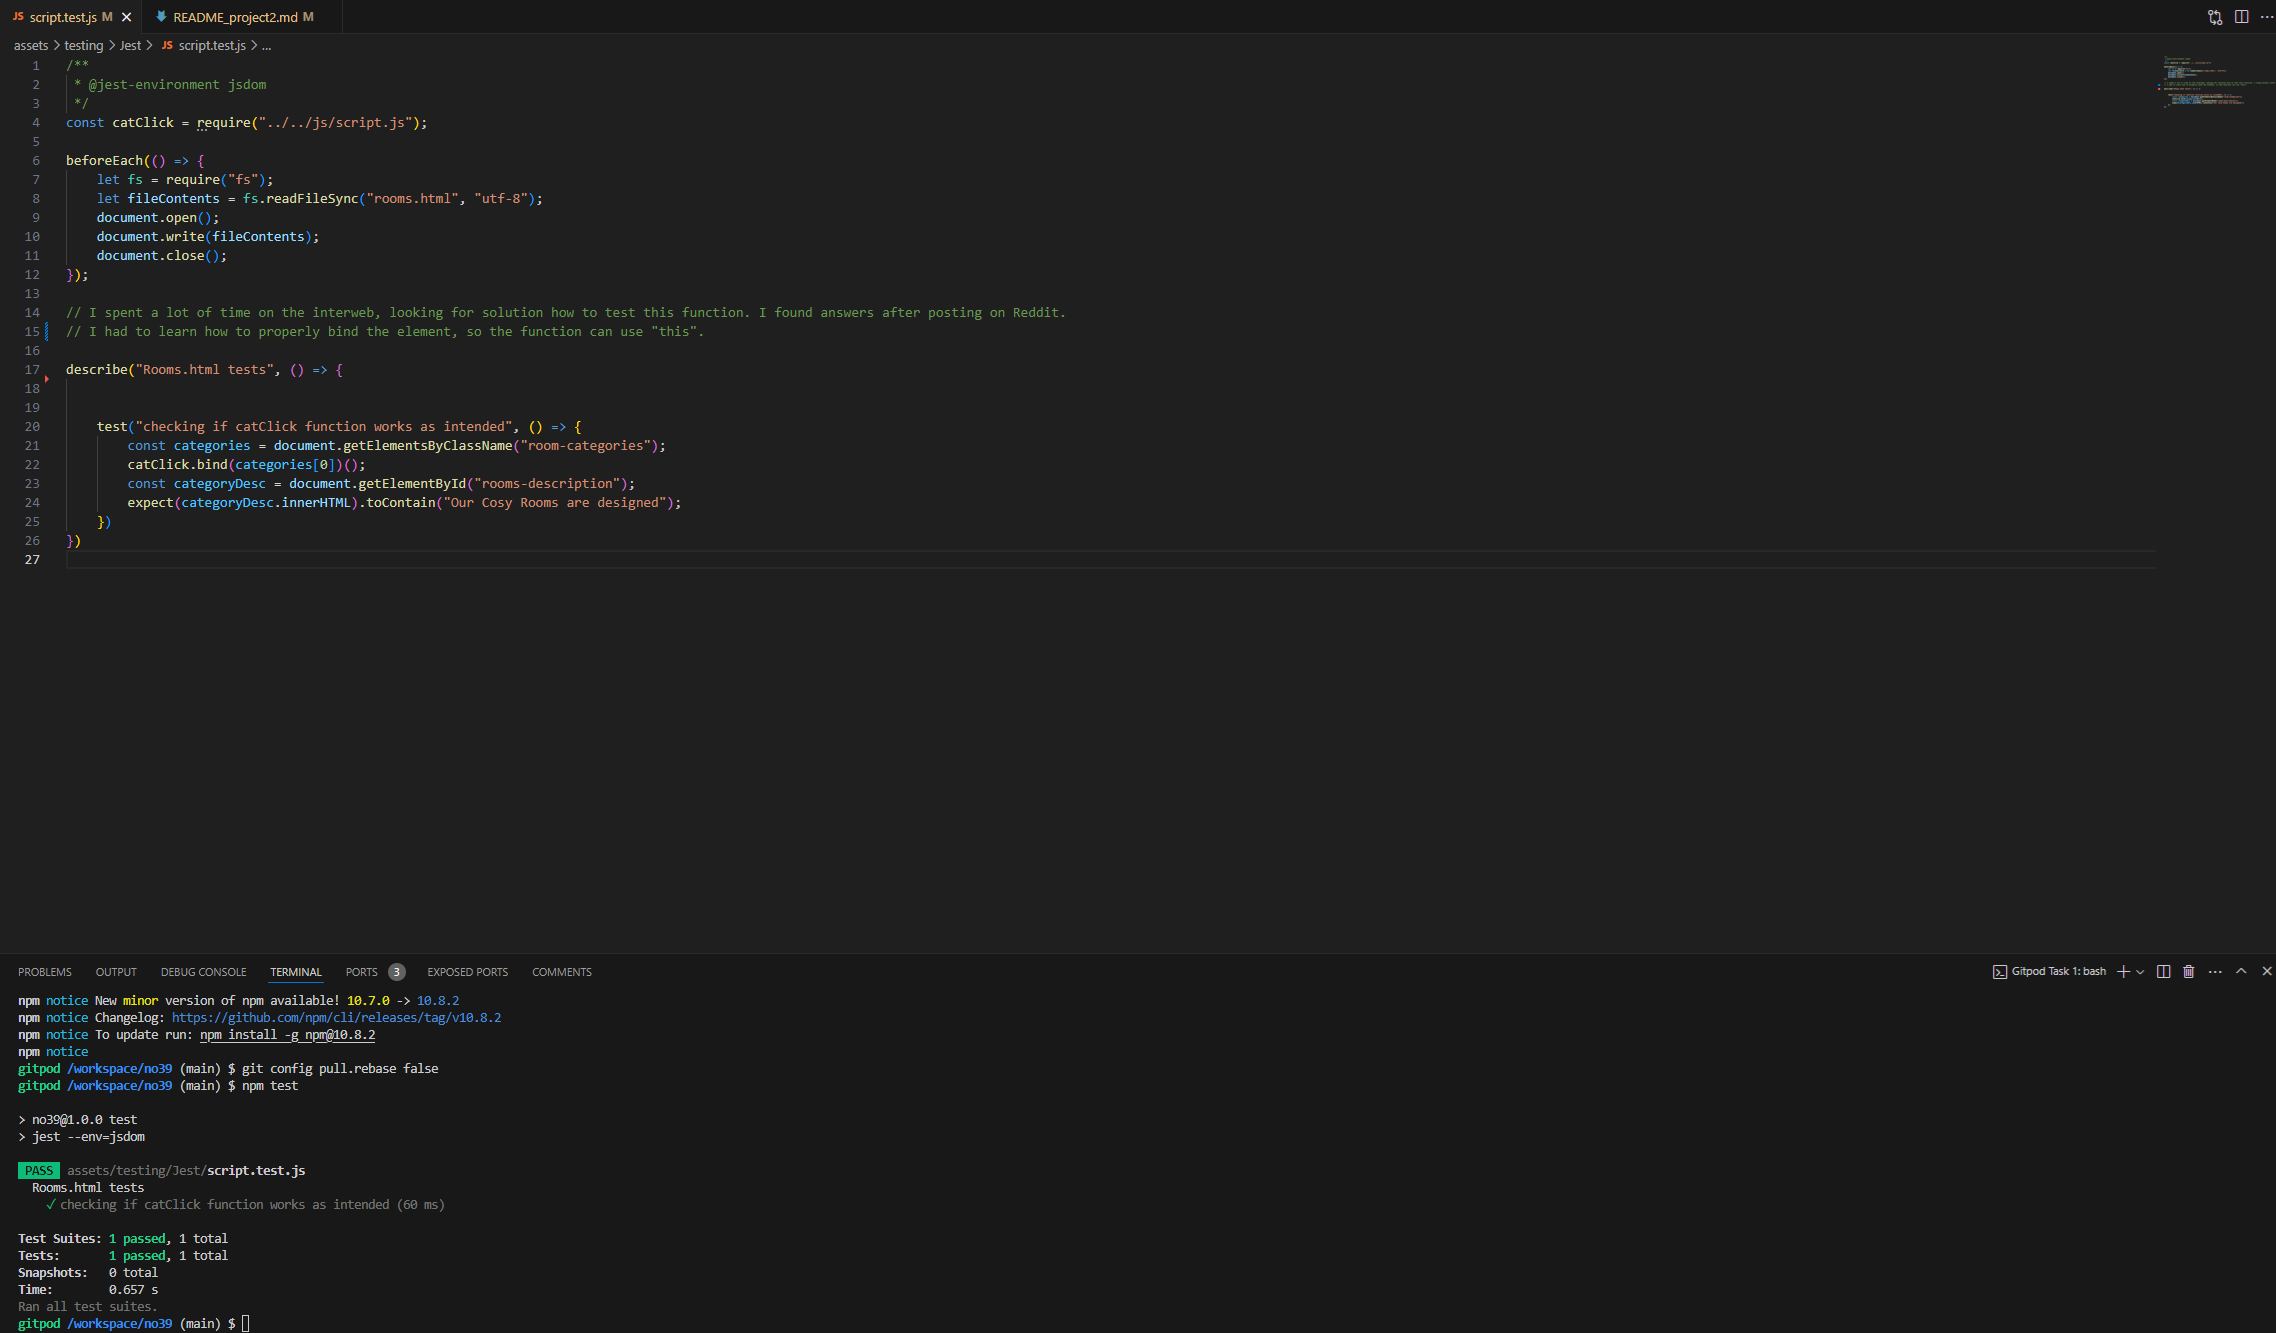 JS script.test.js M × README_project2.md M
assets > testing > Jest > JS script.test.js > ...
1 /**
2 * @jest-environment jsdom
3 */
4 const catClick = require("../../js/script.js");
5
6 beforeEach(() => {
7 let fs = require("fs");
8 let fileContents = fs.readFileSync("rooms.html", "utf-8");
9 document.open();
10 document.write(fileContents);
11 document.close();
12 });
13
14 // I spent a lot of time on the interweb, looking for solution how to test this function. I found answers after posting on Reddit.
15 // I had to learn how to properly bind the element, so the function can use "this".
16
17 describe("Rooms.html tests", () => {
18
19
20 test("checking if catClick function works as intended", () => {
21 const categories = document.getElementsByClassName("room-categories");
22 catClick.bind(categories[0])();
23 const categoryDesc = document.getElementById("rooms-description");
24 expect(categoryDesc.innerHTML).toContain("Our Cosy Rooms are designed");
25 })
26 })
27
PROBLEMS OUTPUT DEBUG CONSOLE TERMINAL PORTS 3 EXPOSED PORTS COMMENTS Gitpod Task 1: bash
npm notice New minor version of npm available! 10.7.0 -> 10.8.2
npm notice Changelog: https://github.com/npm/cli/releases/tag/v10.8.2
npm notice To update run: npm install -g npm@10.8.2
npm notice
gitpod /workspace/no39 (main) $ git config pull.rebase false
gitpod /workspace/no39 (main) $ npm test
> no39@1.0.0 test
> jest --env=jsdom
PASS assets/testing/Jest/script.test.js
Rooms.html tests
✓ checking if catClick function works as intended (60 ms)
Test Suites: 1 passed, 1 total
Tests: 1 passed, 1 total
Snapshots: 0 total
Time: 0.657 s
Ran all test suites.
gitpod /workspace/no39 (main) $